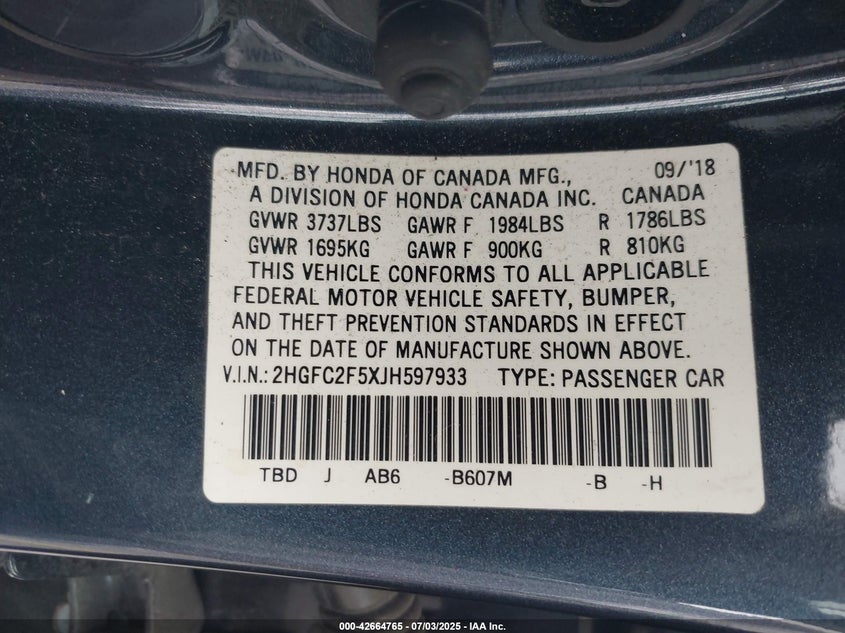 MFD. BY HONDA OF CANADA MFG., 09/'18
A DIVISION OF HONDA CANADA INC. CANADA
GVWR 3737LBS GAWR F 1984LBS R 1786LBS
GVWR 1695KG GAWR F 900KG R 810KG
THIS VEHICLE CONFORMS TO ALL APPLICABLE
FEDERAL MOTOR VEHICLE SAFETY, BUMPER,
AND THEFT PREVENTION STANDARDS IN EFFECT
ON THE DATE OF MANUFACTURE SHOWN ABOVE.
V.I.N.: 2HGFC2F5XJH597933 TYPE: PASSENGER CAR
TBD J AB6 -B607M -B -H
000-42664765 - 07/03/2025 - IAA Inc.